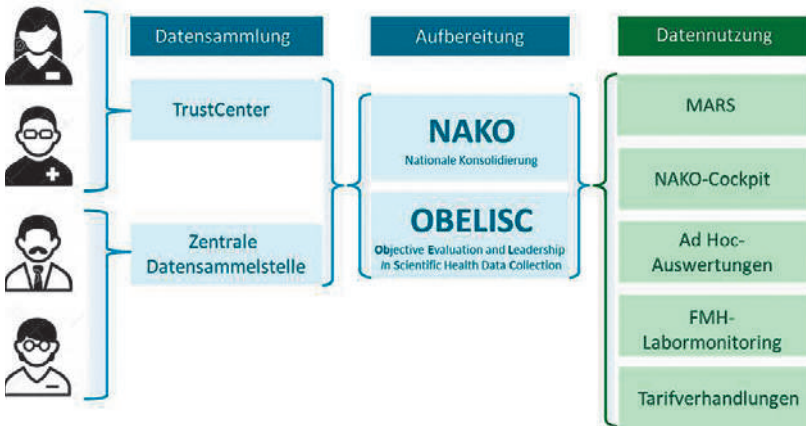 Datensammlung
Aufbereitung
Datennutzung
TrustCenter
Zentrale
Datensammelstelle
NAKO
Nationale Konsolidierung
OBELISC
Objective Evaluation and Leadership
in Scientific Health Data Collection
MARS
NAKO-Cockpit
Ad Hoc-
Auswertungen
FMH-
Labormonitoring
Tarifverhandlungen